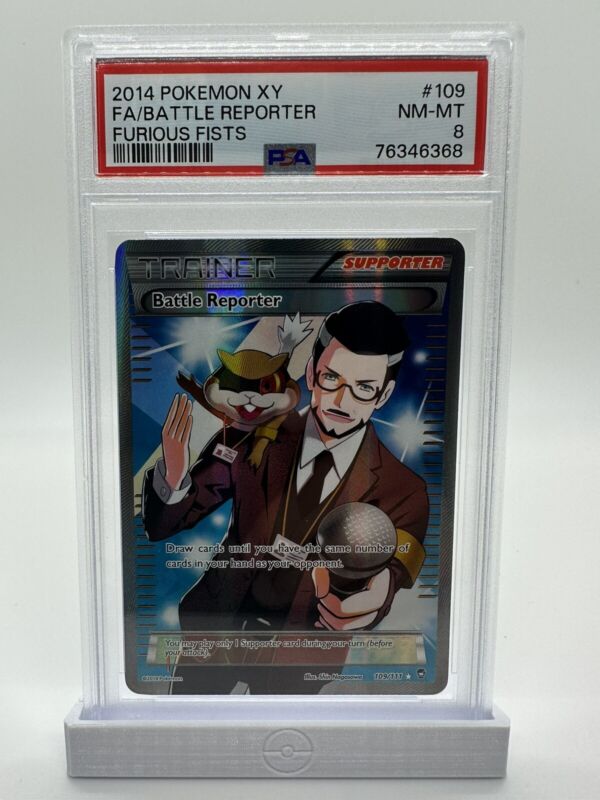 2014 POKEMON XY #109
FA/BATTLE REPORTER NM-MT
FURIOUS FISTS 8
PSA 76346368
TRAINER SUPPORTER
Battle Reporter
Draw cards until you have the same number of
cards in your hand as your opponent.
You may play only 1 Supporter card during your turn (before
your attack).
Illus. Shin Nagasawa 109/111